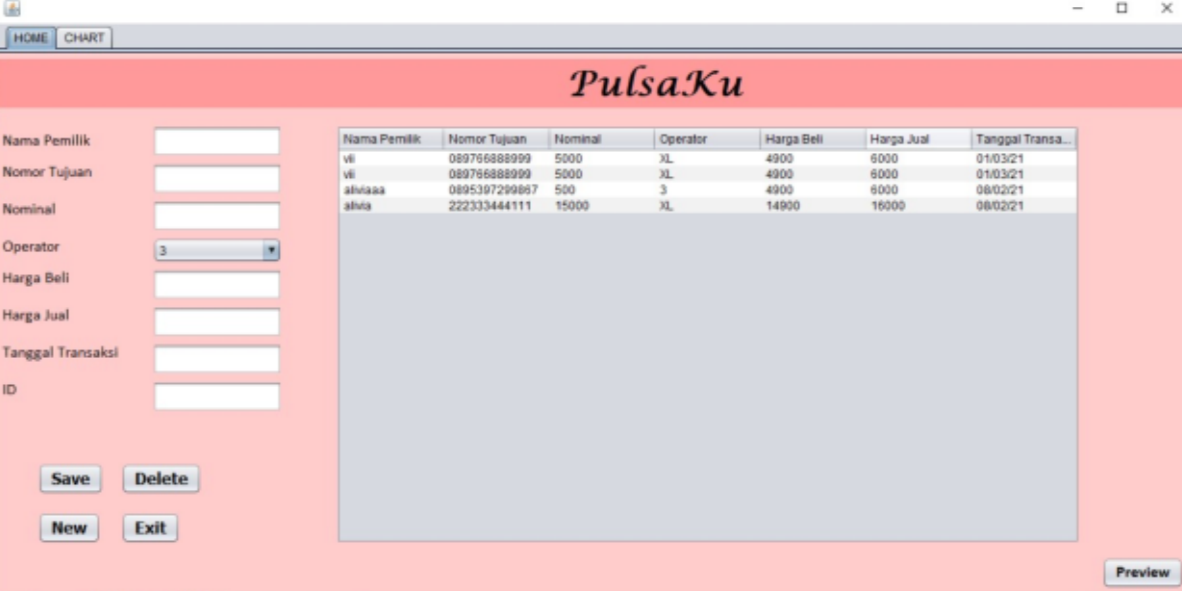 HOME CHART
PulsaKu
Nama Pemilik
Nomor Tujuan
Nominal
Operator 3
Harga Beli
Harga Jual
Tanggal Transaksi
ID
Save Delete
New Exit
Nama Pemilik Nomor Tujuan Nominal Operator Harga Beli Harga Jual Tanggal Transa...
vii 089766888999 5000 XL 4900 6000 01/03/21
vii 089766888999 5000 XL 4900 6000 01/03/21
aliviaaa 0895397299867 500 3 4900 6000 08/02/21
alivia 222333444111 15000 XL 14900 16000 08/02/21
Preview